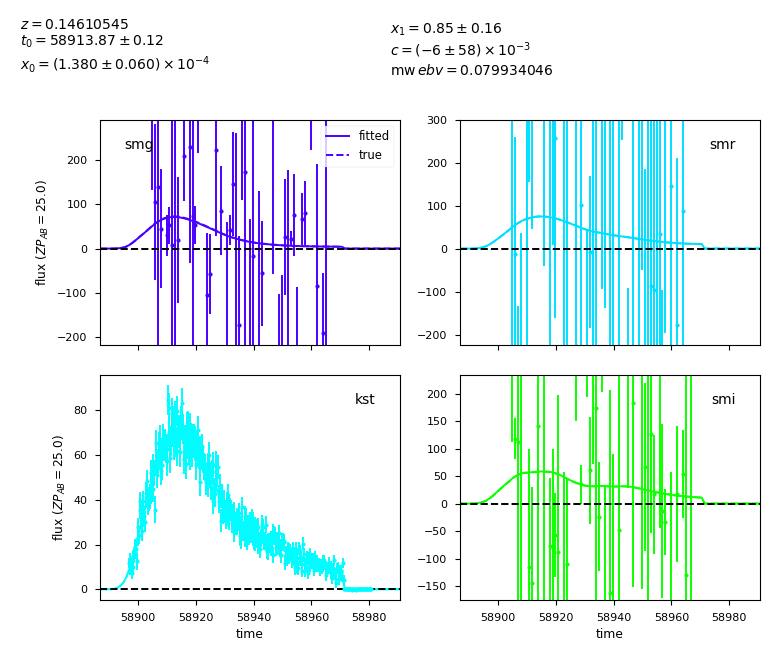 z = 0.14610545
t₀ = 58913.87 ± 0.12
x₀ = (1.380 ± 0.060) × 10⁻⁴
x₁ = 0.85 ± 0.16
c = (−6 ± 58) × 10⁻³
mw ebv = 0.079934046
smg
fitted
true
200
100
0
−100
−200
flux (ZP_AB = 25.0)
smr
300
200
100
0
−100
−200
kst
80
60
40
20
0
flux (ZP_AB = 25.0)
58900 58920 58940 58960 58980
time
smi
200
150
100
50
0
−50
−100
−150
58900 58920 58940 58960 58980
time